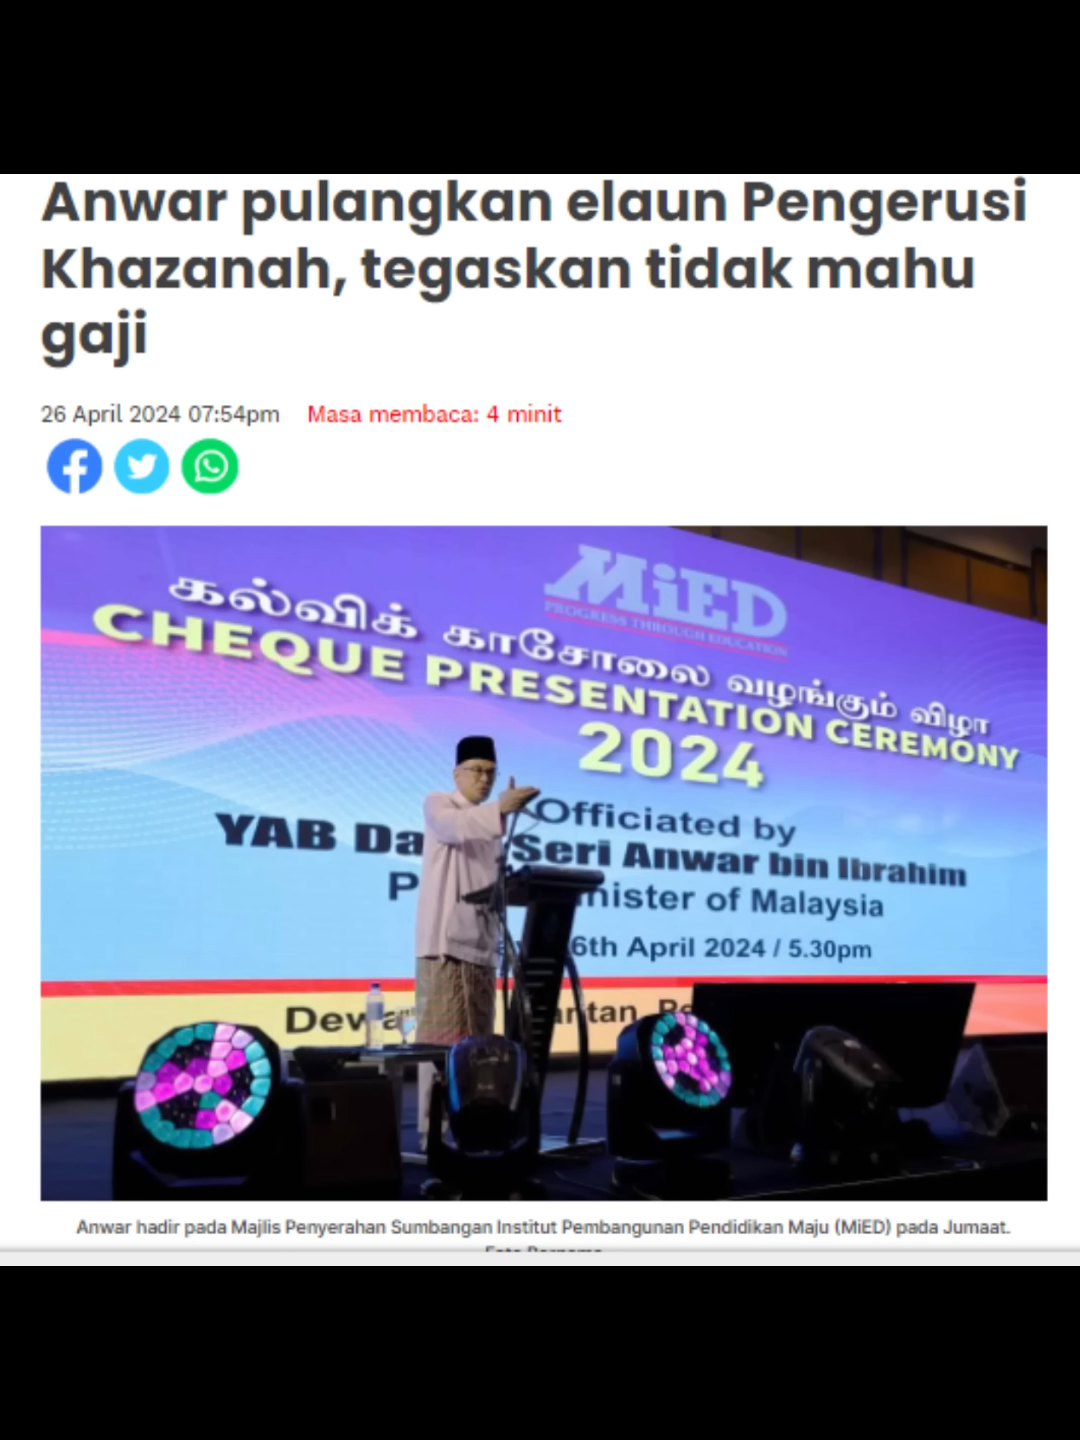 Anwar pulangkan elaun Pengerusi
Khazanah, tegaskan tidak mahu
gaji
26 April 2024 07:54pm Masa membaca: 4 minit
MiED
PROGRESS THROUGH EDUCATION
கல்விக் காசோலை வழங்கும் விழா
CHEQUE PRESENTATION CEREMONY
2024
Officiated by
YAB Da Seri Anwar bin Ibrahim
P nister of Malaysia
6th April 2024 / 5.30pm
Dewa ntan, Pe
Anwar hadir pada Majlis Penyerahan Sumbangan Institut Pembangunan Pendidikan Maju (MiED) pada Jumaat.